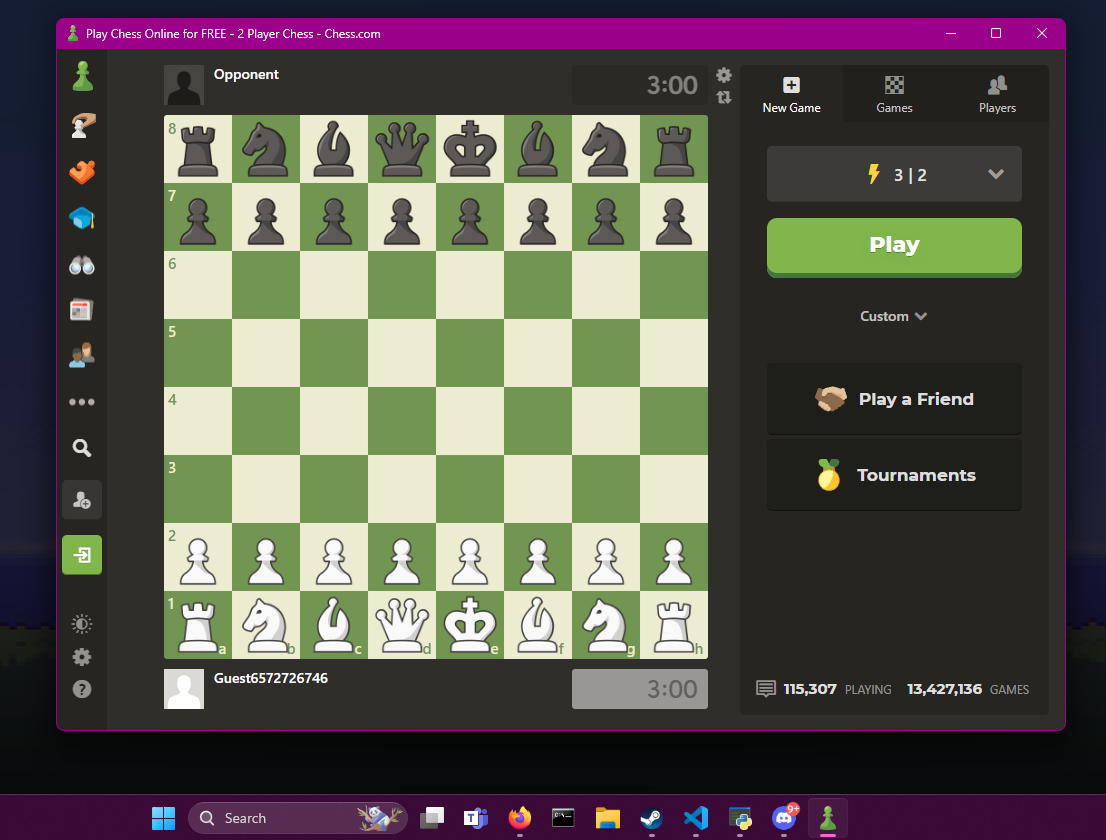 Play Chess Online for FREE - 2 Player Chess - Chess.com
Opponent
3:00
New Game
Games
Players
8
7
6
5
4
3
2
1
a b c d e f g h
3 | 2
Play
Custom
Play a Friend
Tournaments
Guest6572726746
3:00
115,307 PLAYING 13,427,136 GAMES
Search
9+